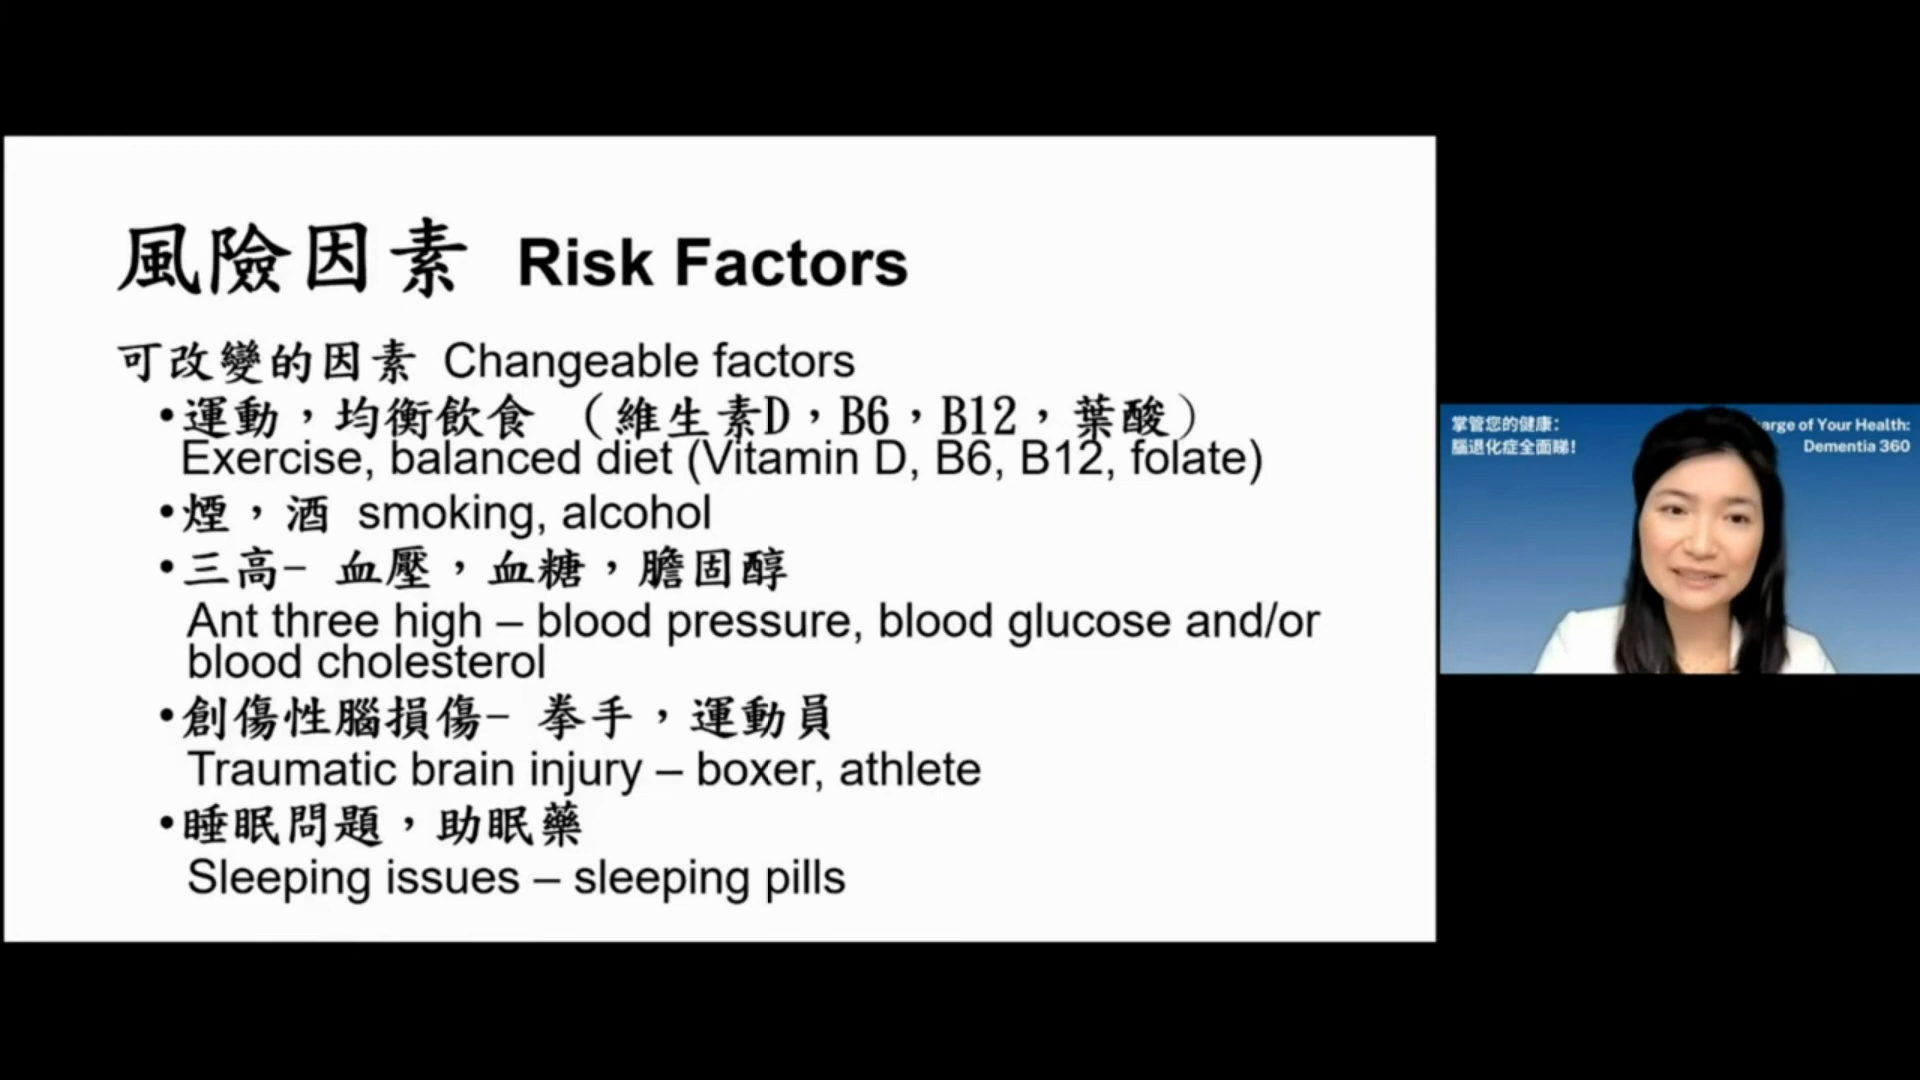 風險因素 Risk Factors
可改變的因素 Changeable factors
•運動，均衡飲食 （維生素D，B6，B12，葉酸）
Exercise, balanced diet (Vitamin D, B6, B12, folate)
•煙，酒 smoking, alcohol
•三高- 血壓，血糖，膽固醇
Ant three high – blood pressure, blood glucose and/or
blood cholesterol
•創傷性腦損傷- 拳手，運動員
Traumatic brain injury – boxer, athlete
•睡眠問題，助眠藥
Sleeping issues – sleeping pills
掌管您的健康：
腦退化症全面睇！
arge of Your Health:
Dementia 360